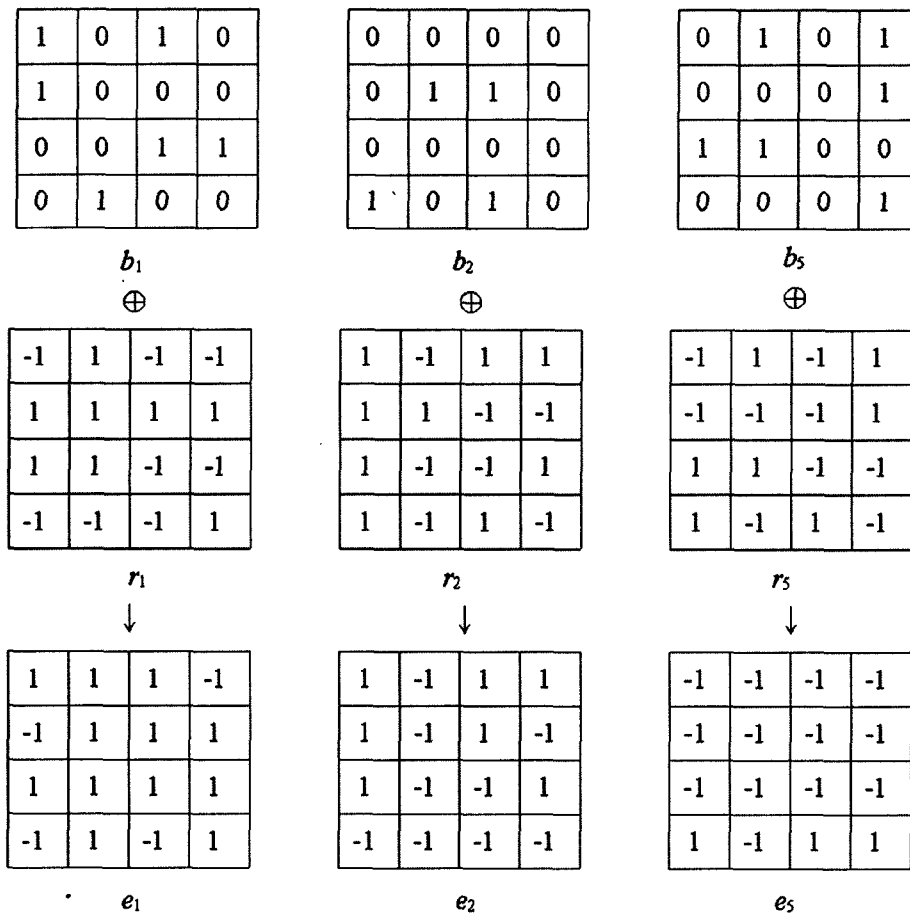 1 0 1 0 0 0 0 0 0 1 0 1
1 0 0 0 0 1 1 0 0 0 0 1
0 0 1 1 0 0 0 0 1 1 0 0
0 1 0 0 1 0 1 0 0 0 0 1
b₁ b₂ b₅
⊕ ⊕ ⊕
-1 1 -1 -1 1 -1 1 1 -1 1 -1 1
1 1 1 1 1 1 -1 -1 -1 -1 -1 1
1 1 -1 -1 1 -1 -1 1 1 1 -1 -1
-1 -1 -1 1 1 -1 1 -1 1 -1 1 -1
r₁ r₂ r₅
↓ ↓ ↓
1 1 1 -1 1 -1 1 1 -1 -1 -1 -1
-1 1 1 1 1 -1 1 -1 -1 -1 -1 -1
1 1 1 1 1 -1 -1 1 -1 -1 -1 -1
-1 1 -1 1 -1 -1 -1 -1 1 -1 1 1
e₁ e₂ e₅